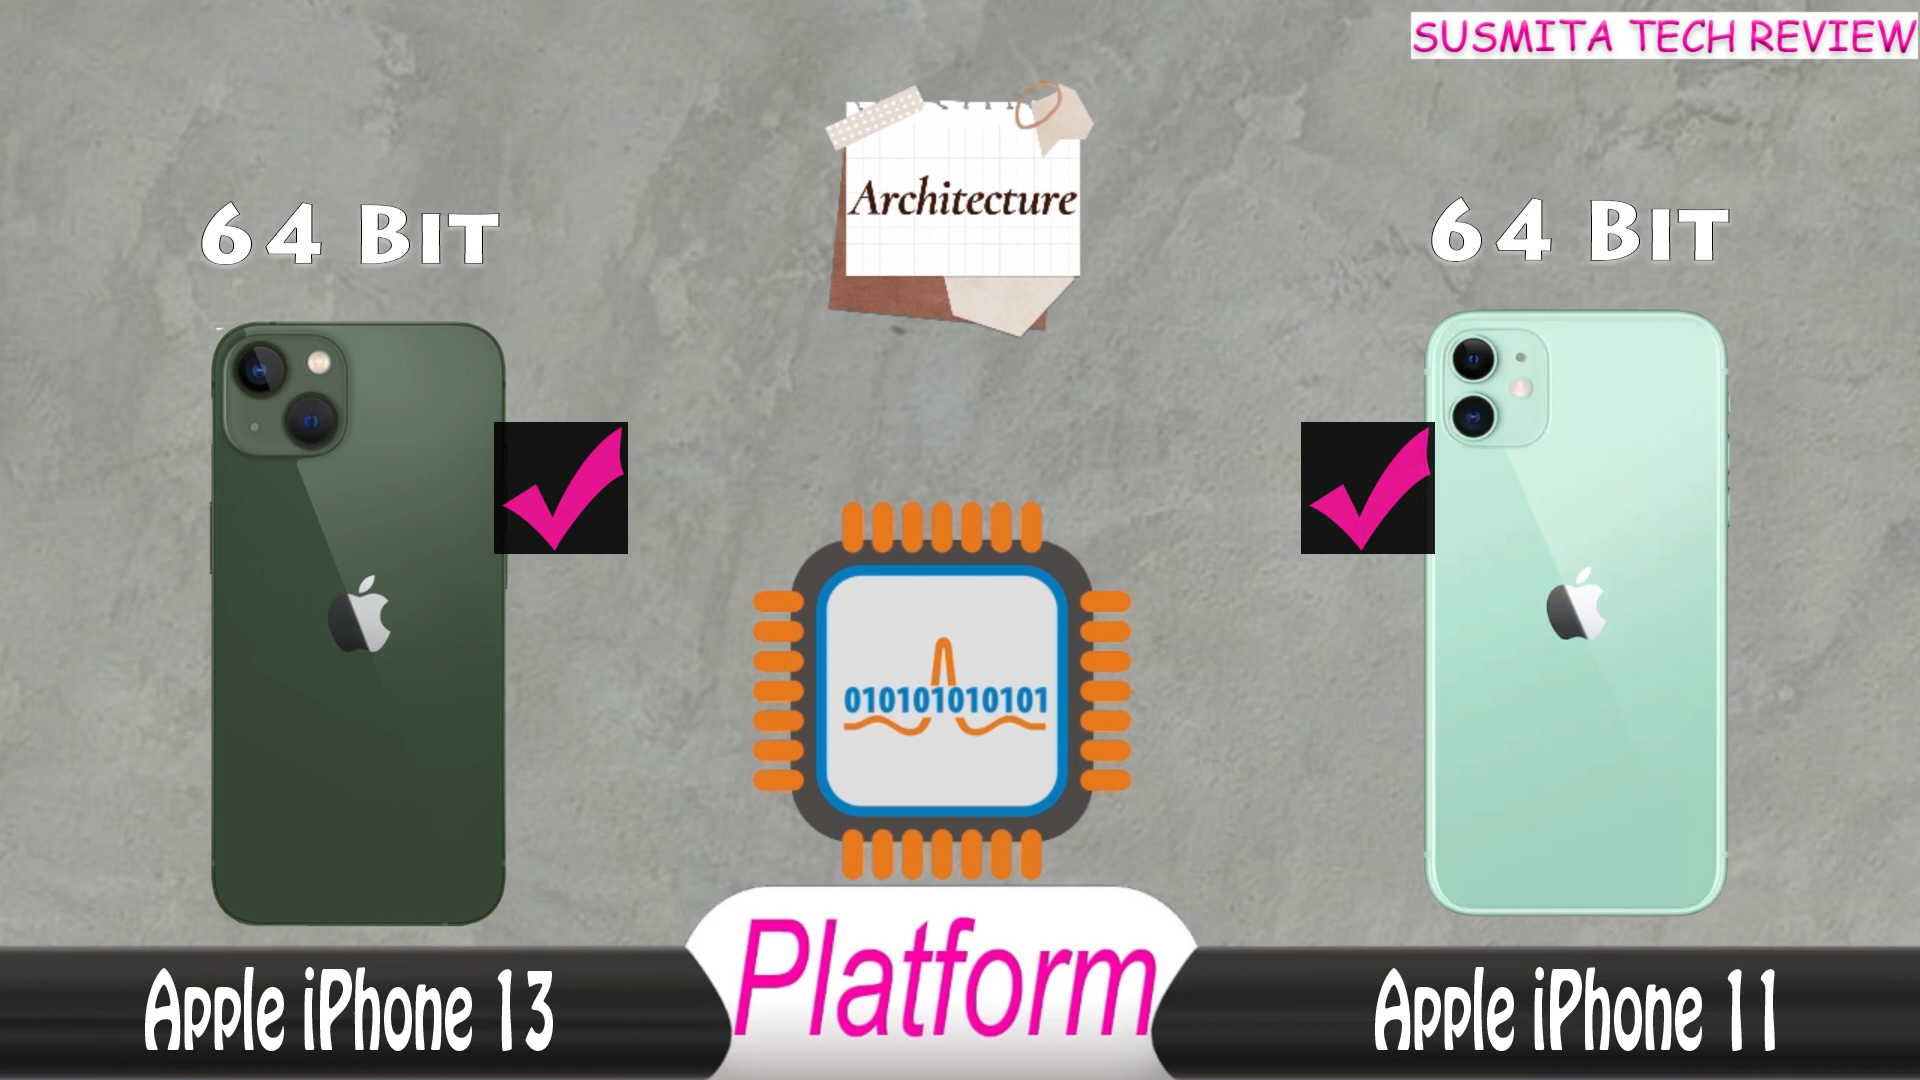 SUSMITA TECH REVIEW
Architecture
64 BIT
64 BIT
010101010101
Platform
Apple iPhone 13
Apple iPhone 11